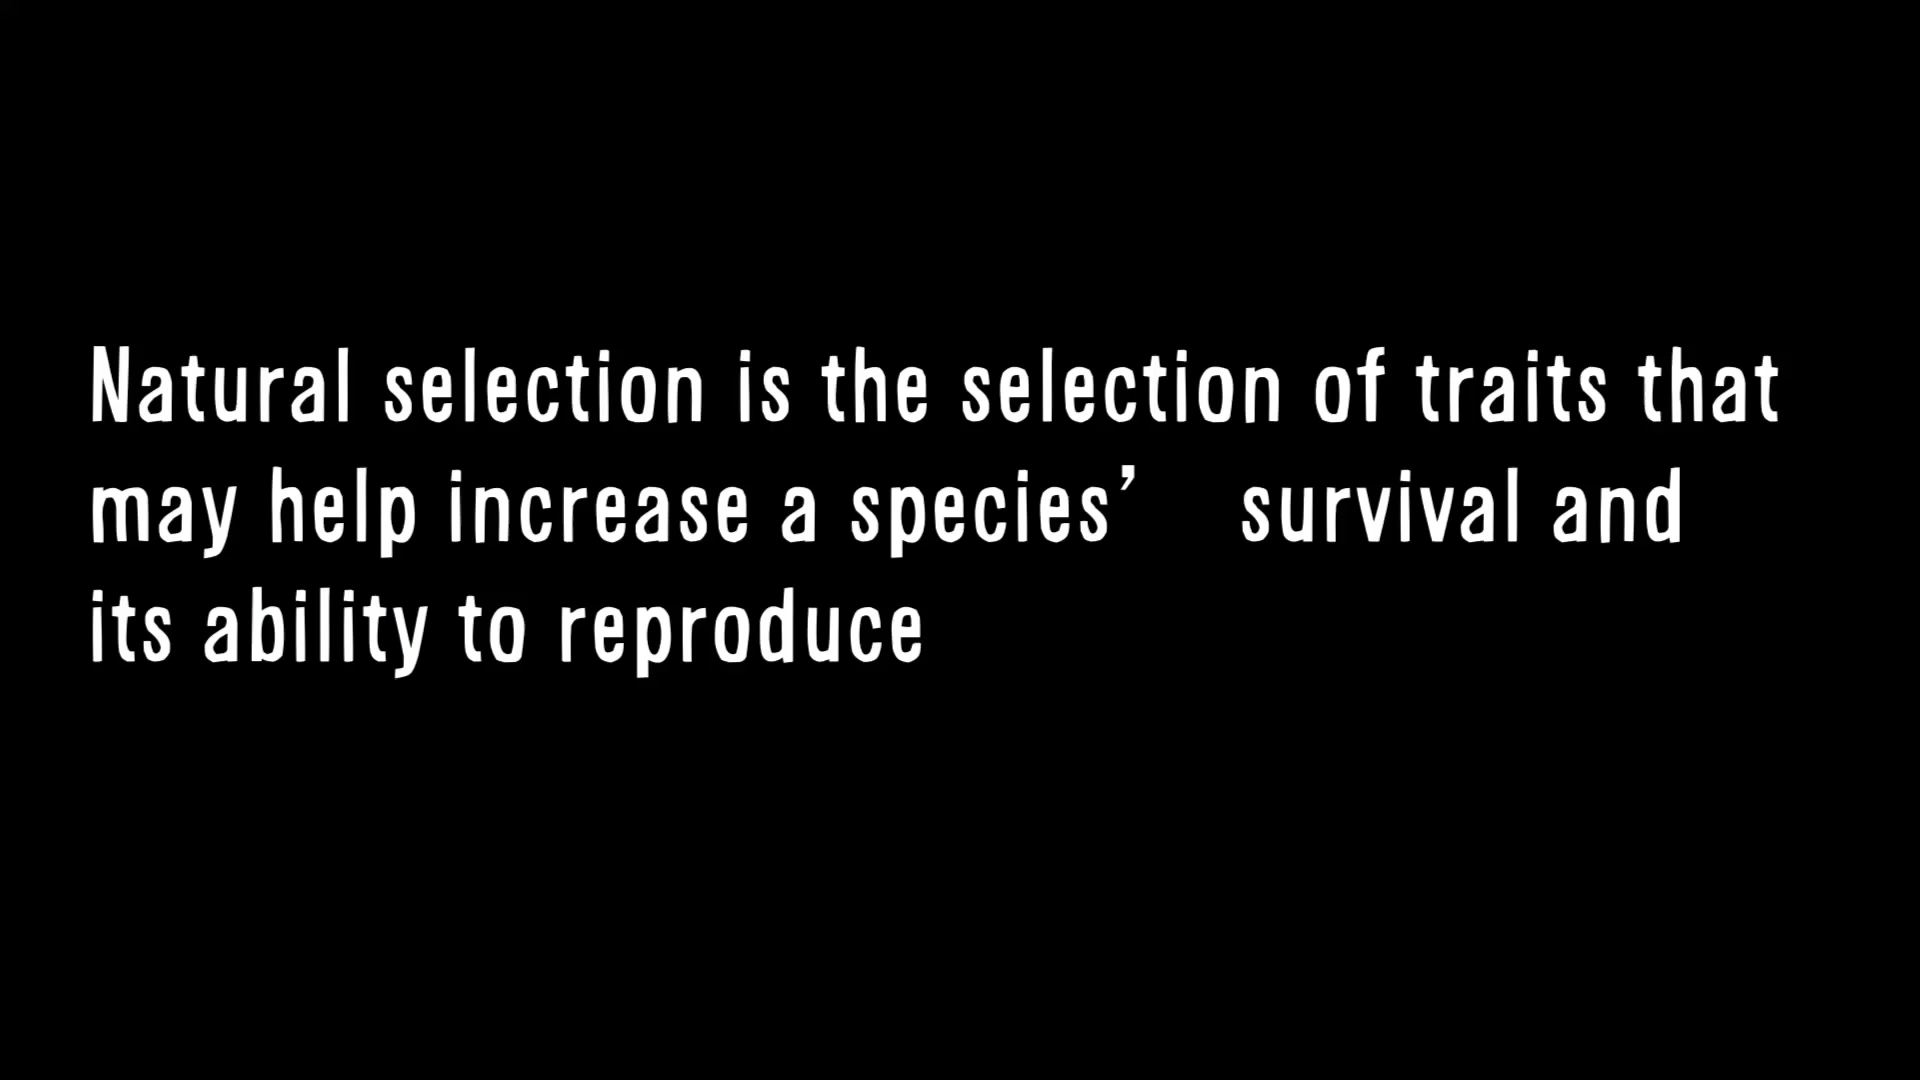 Natural selection is the selection of traits that
may help increase a species’ survival and
its ability to reproduce